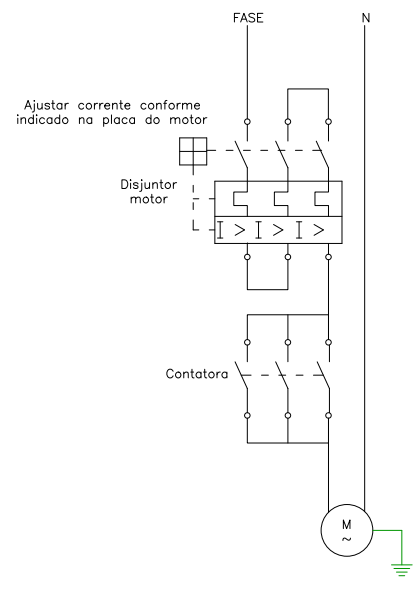 FASE
N
Ajustar corrente conforme
indicado na placa do motor
Disjuntor
motor
I > I > I >
Contatora
M
~